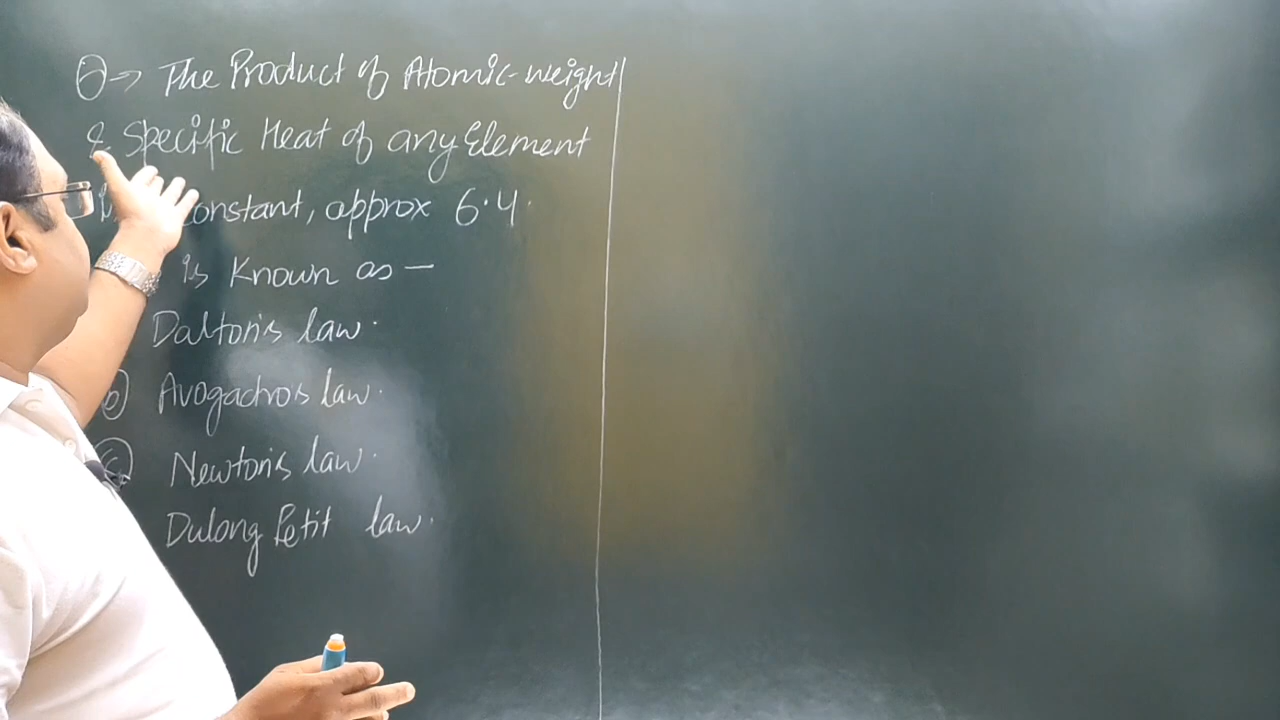 Q → The Product of Atomic-weight
& Specific Heat of any Element
constant, approx 6.4.
is Known as —
Dalton's law.
(b) Avogadro's law.
(c) Newton's law.
Dulong Petit law.